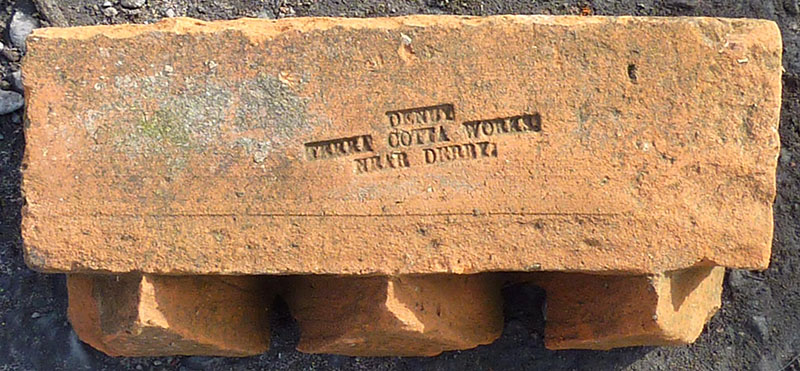 DENBY
TERRA COTTA WORKS.
NEAR DERBY.